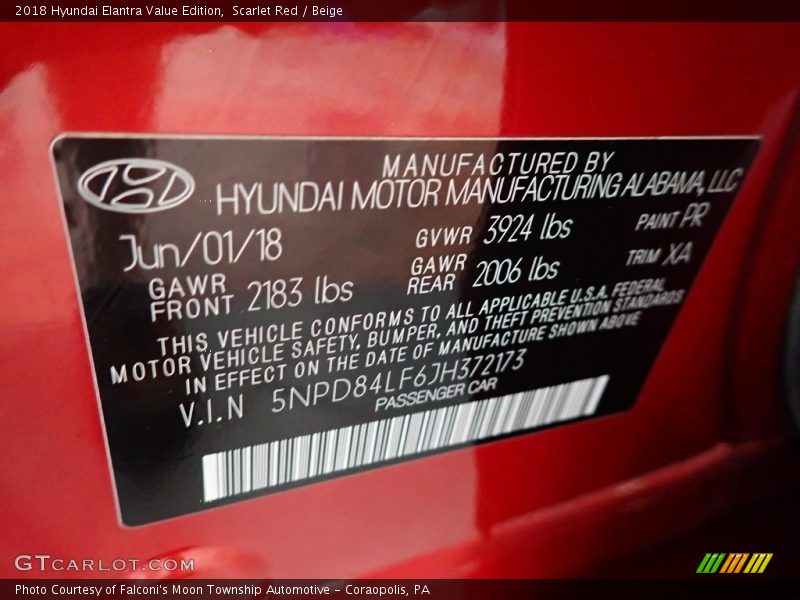 2018 Hyundai Elantra Value Edition, Scarlet Red / Beige
MANUFACTURED BY
HYUNDAI MOTOR MANUFACTURING ALABAMA, LLC
Jun/01/18 GVWR 3924 lbs PAINT PR
GAWR FRONT 2183 lbs GAWR REAR 2006 lbs TRIM XA
THIS VEHICLE CONFORMS TO ALL APPLICABLE U.S.A. FEDERAL
MOTOR VEHICLE SAFETY, BUMPER, AND THEFT PREVENTION STANDARDS
IN EFFECT ON THE DATE OF MANUFACTURE SHOWN ABOVE
V.I.N 5NPD84LF6JH372173
PASSENGER CAR
GTCARLOT.COM
Photo Courtesy of Falconi's Moon Township Automotive - Coraopolis, PA